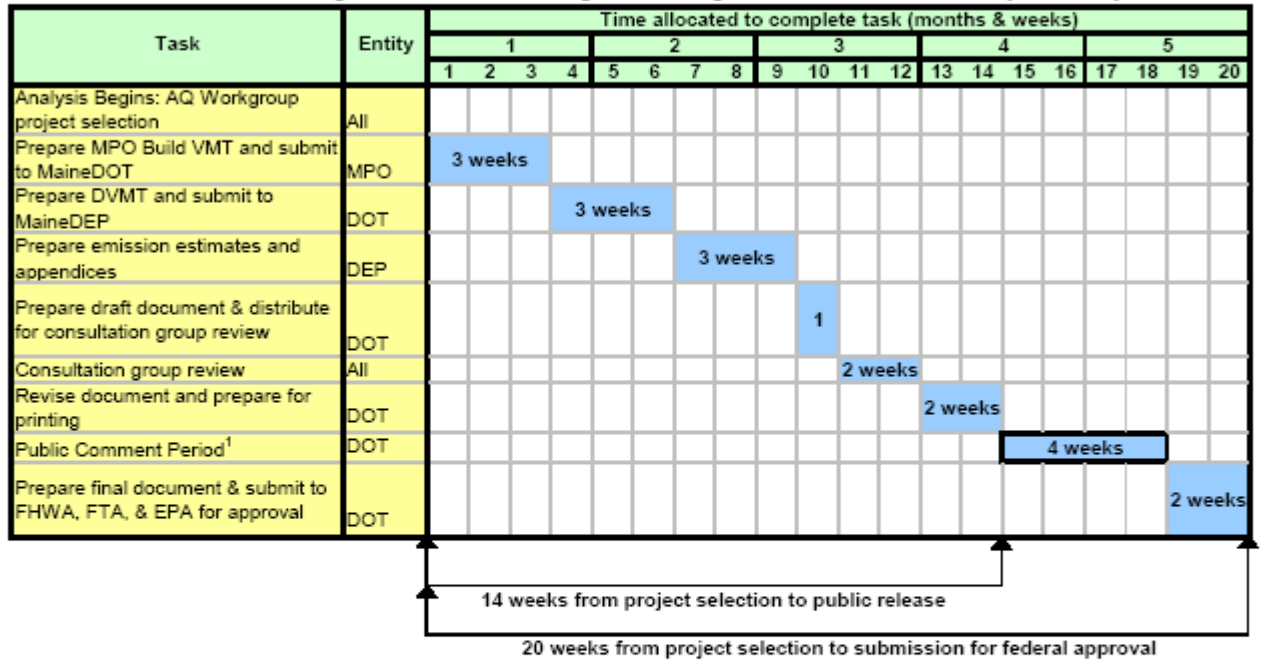 Time allocated to complete task (months & weeks)
Task Entity 1 2 3 4 5
1 2 3 4 5 6 7 8 9 10 11 12 13 14 15 16 17 18 19 20
Analysis Begins: AQ Workgroup
project selection All
Prepare MPO Build VMT and submit
to MaineDOT MPO 3 weeks
Prepare DVMT and submit to
MaineDEP DOT 3 weeks
Prepare emission estimates and
appendices DEP 3 weeks
Prepare draft document & distribute
for consultation group review DOT 1
Consultation group review All 2 weeks
Revise document and prepare for
printing DOT 2 weeks
Public Comment Period¹ DOT 4 weeks
Prepare final document & submit to
FHWA, FTA, & EPA for approval DOT 2 weeks
14 weeks from project selection to public release
20 weeks from project selection to submission for federal approval